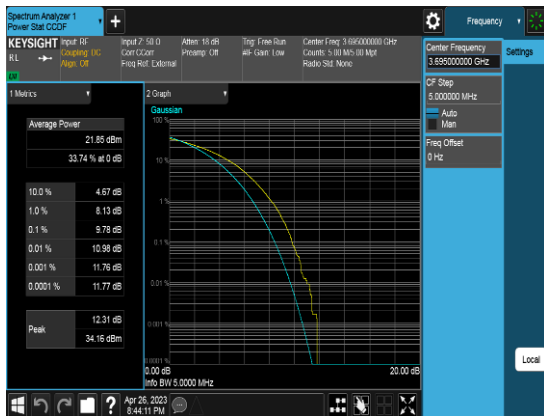 Spectrum Analyzer 1
Power Stat CCDF
Frequency
KEYSIGHT
Input: RF
Coupling: DC
Align: Off
Input Z: 50 Ω
Corr CCorr
Freq Ref: External
Atten: 18 dB
Preamp: Off
Trig: Free Run
#IF Gain: Low
Center Freq: 3.695000000 GHz
Counts: 5.00 M/5.00 Mpt
Radio Std: None
RL
1 Metrics
Average Power
21.85 dBm
33.74 % at 0 dB
10.0 % 4.67 dB
1.0 % 8.13 dB
0.1 % 9.78 dB
0.01 % 10.98 dB
0.001 % 11.76 dB
0.0001 % 11.77 dB
Peak
12.31 dB
34.16 dBm
2 Graph
Gaussian
100 %
10 %
1 %
0.1 %
0.01 %
0.001 %
0.0001 %
0.00 dB
20.00 dB
Info BW 5.0000 MHz
Center Frequency
3.695000000 GHz
CF Step
5.000000 MHz
Auto
Man
Freq Offset
0 Hz
Settings
Local
Apr 26, 2023
8:44:11 PM